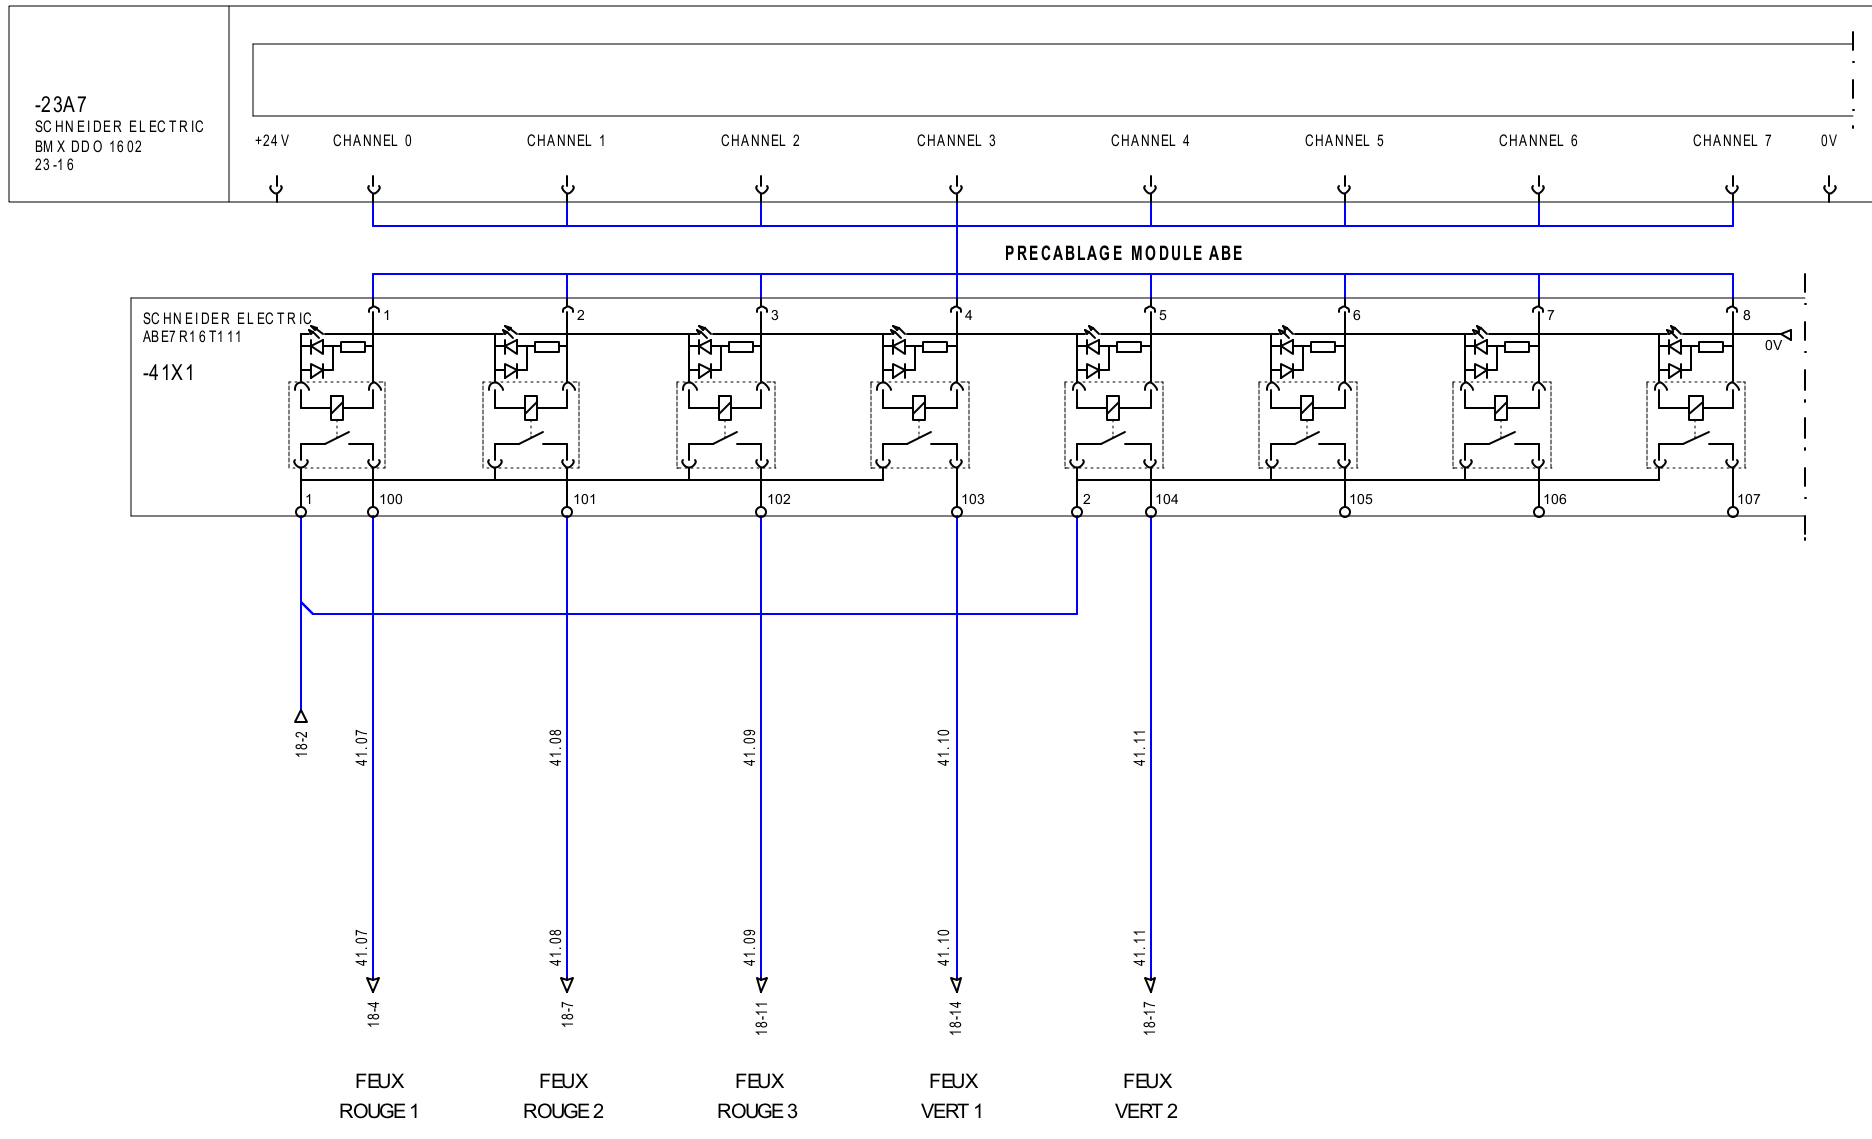 -23A7
SCHNEIDER ELECTRIC
BMX DDO 1602
23-16
+24V CHANNEL 0 CHANNEL 1 CHANNEL 2 CHANNEL 3 CHANNEL 4 CHANNEL 5 CHANNEL 6 CHANNEL 7 0V
PRECABLAGE MODULE ABE
SCHNEIDER ELECTRIC
ABE7R16T111
-41X1
1 2 3 4 5 6 7 8
0V
1 100 101 102 103 2 104 105 106 107
18-2 41.07 41.08 41.09 41.10 41.11
41.07 41.08 41.09 41.10 41.11
18-4 18-7 18-11 18-14 18-17
FEUX FEUX FEUX FEUX FEUX
ROUGE 1 ROUGE 2 ROUGE 3 VERT 1 VERT 2